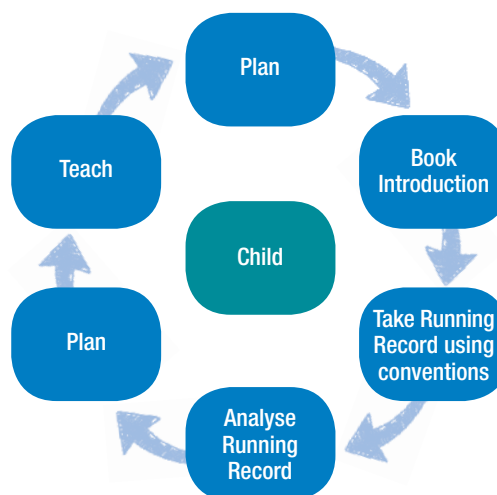 Plan
Book
Introduction
Take Running
Record using
conventions
Analyse
Running
Record
Plan
Teach
Child